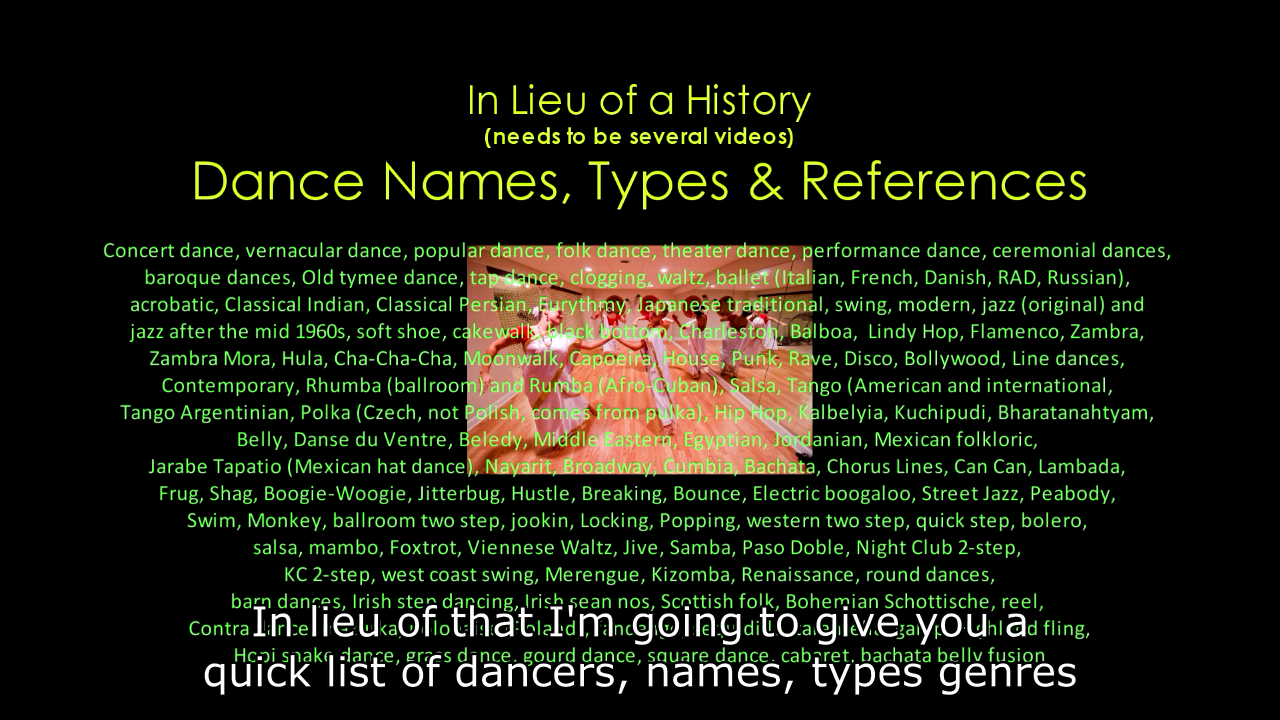 In Lieu of a History
(needs to be several videos)
Dance Names, Types & References
Concert dance, vernacular dance, popular dance, folk dance, theater dance, performance dance, ceremonial dances,
baroque dances, Old tymee dance, tap dance, clogging, waltz, ballet (Italian, French, Danish, RAD, Russian),
acrobatic, Classical Indian, Classical Persian, Eurythmy, Japanese traditional, swing, modern, jazz (original) and
jazz after the mid 1960s, soft shoe, cakewalk, black bottom, Charleston, Balboa, Lindy Hop, Flamenco, Zambra,
Zambra Mora, Hula, Cha-Cha-Cha, Moonwalk, Capoeira, House, Punk, Rave, Disco, Bollywood, Line dances,
Contemporary, Rhumba (ballroom) and Rumba (Afro-Cuban), Salsa, Tango (American and international,
Tango Argentinian, Polka (Czech, not Polish, comes from pulka), Hip Hop, Kalbelyia, Kuchipudi, Bharatanahtyam,
Belly, Danse du Ventre, Beledy, Middle Eastern, Egyptian, Jordanian, Mexican folkloric,
Jarabe Tapatio (Mexican hat dance), Nayarit, Broadway, Cumbia, Bachata, Chorus Lines, Can Can, Lambada,
Frug, Shag, Boogie-Woogie, Jitterbug, Hustle, Breaking, Bounce, Electric boogaloo, Street Jazz, Peabody,
Swim, Monkey, ballroom two step, jookin, Locking, Popping, western two step, quick step, bolero,
salsa, mambo, Foxtrot, Viennese Waltz, Jive, Samba, Paso Doble, Night Club 2-step,
KC 2-step, west coast swing, Merengue, Kizomba, Renaissance, round dances,
barn dances, Irish step dancing, Irish sean nos, Scottish folk, Bohemian Schottische, reel,
Contra fling,
Hopi snake dance, grass dance, gourd dance, square dance, cabaret, bachata belly fusion
In lieu of that I'm going to give you a
quick list of dancers, names, types genres